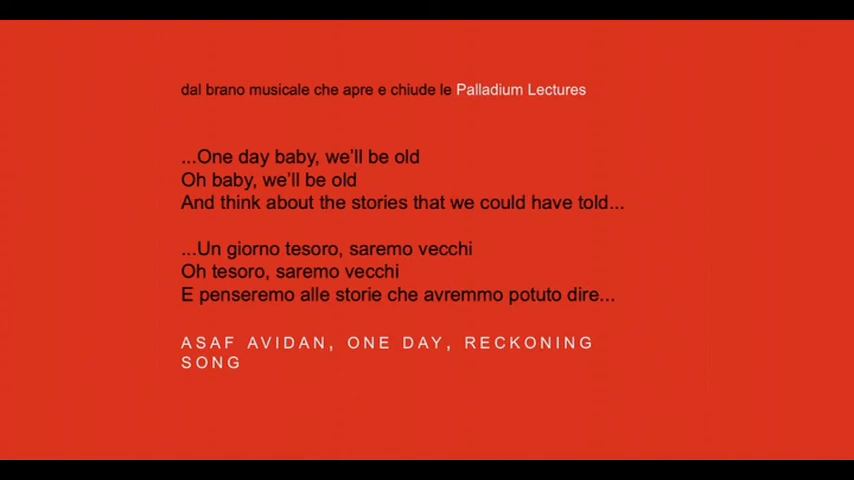 dal brano musicale che apre e chiude le Palladium Lectures
...One day baby, we'll be old
Oh baby, we'll be old
And think about the stories that we could have told...
...Un giorno tesoro, saremo vecchi
Oh tesoro, saremo vecchi
E penseremo alle storie che avremmo potuto dire...
ASAF AVIDAN, ONE DAY, RECKONING
SONG